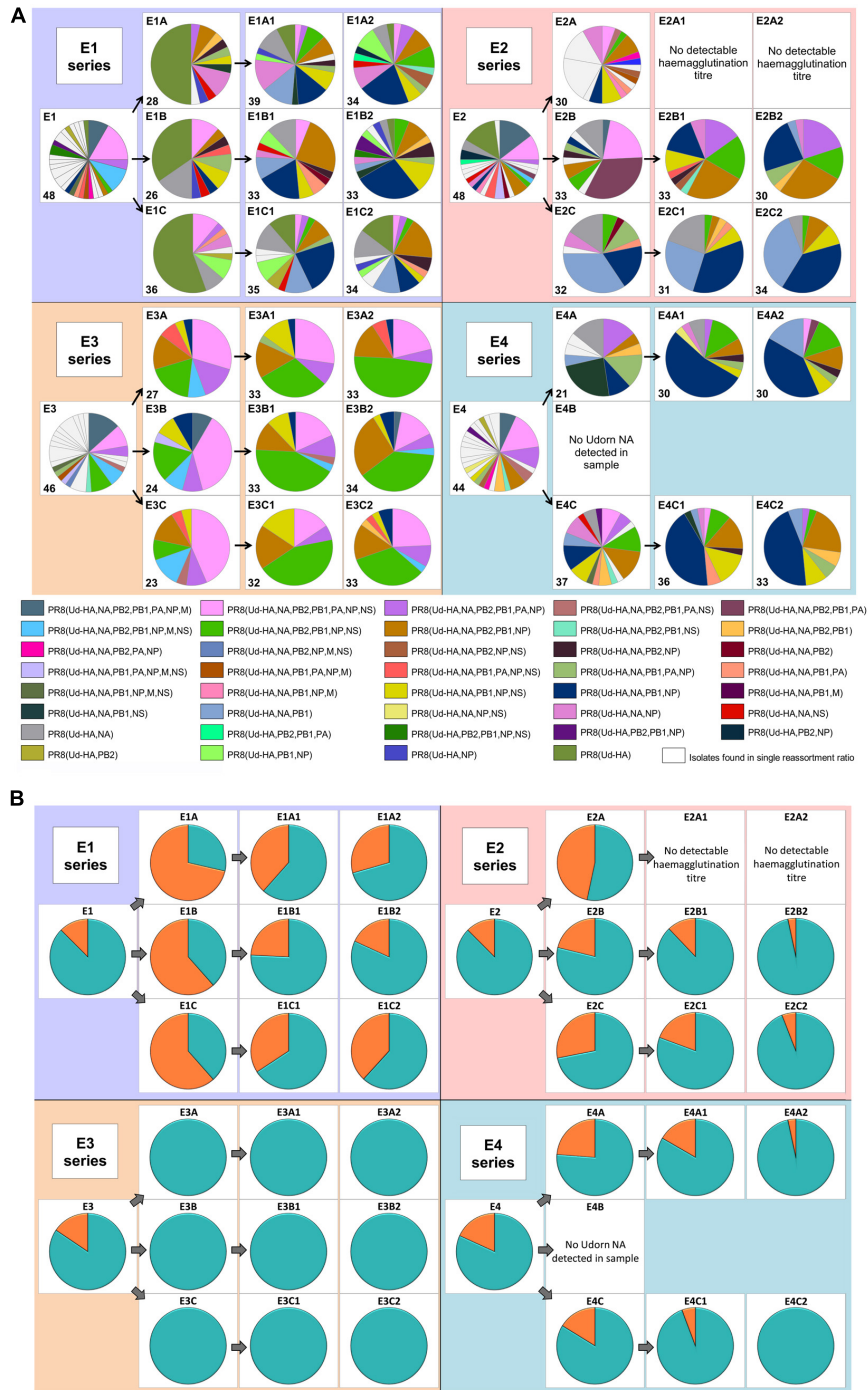 A
E1
series
E1A
28
E1A1
39
E1A2
34
E1
48
E1B
26
E1B1
33
E1B2
34
E1C
36
E1C1
35
E1C2
34
E2
series
E2A
30
E2A1
No detectable
haemagglutination
titre
E2A2
No detectable
haemagglutination
titre
E2
48
E2B
33
E2B1
33
E2B2
30
E2C
32
E2C1
31
E2C2
34
E3
series
E3A
27
E3A1
33
E3A2
33
E3
46
E3B
24
E3B1
33
E3B2
34
E3C
23
E3C1
32
E3C2
33
E4
series
E4A
21
E4A1
30
E4A2
30
E4
44
E4B
No Udorn NA
detected in
sample
E4C
37
E4C1
36
E4C2
33
PR8(Ud-HA,NA,PB2,PB1,PA,NP,M)
PR8(Ud-HA,NA,PB2,PB1,PA,NP,NS)
PR8(Ud-HA,NA,PB2,PB1,PA,NP)
PR8(Ud-HA,NA,PB2,PB1,PA,NS)
PR8(Ud-HA,NA,PB2,PB1,PA)
PR8(Ud-HA,NA,PB2,PB1,NP,M,NS)
PR8(Ud-HA,NA,PB2,PB1,NP,NS)
PR8(Ud-HA,NA,PB2,PB1,NP)
PR8(Ud-HA,NA,PB2,PB1,NS)
PR8(Ud-HA,NA,PB2,PB1)
PR8(Ud-HA,NA,PB2,PA,NP)
PR8(Ud-HA,NA,PB2,NP,M,NS)
PR8(Ud-HA,NA,PB2,NP,NS)
PR8(Ud-HA,NA,PB2,NP)
PR8(Ud-HA,NA,PB2)
PR8(Ud-HA,NA,PB1,PA,NP,M,NS)
PR8(Ud-HA,NA,PB1,PA,NP,M)
PR8(Ud-HA,NA,PB1,PA,NP,NS)
PR8(Ud-HA,NA,PB1,PA,NP)
PR8(Ud-HA,NA,PB1,PA)
PR8(Ud-HA,NA,PB1,NP,M,NS)
PR8(Ud-HA,NA,PB1,NP,M)
PR8(Ud-HA,NA,PB1,NP,NS)
PR8(Ud-HA,NA,PB1,NP)
PR8(Ud-HA,NA,PB1,M)
PR8(Ud-HA,NA,PB1,NS)
PR8(Ud-HA,NA,PB1)
PR8(Ud-HA,NA,NP,NS)
PR8(Ud-HA,NA,NP)
PR8(Ud-HA,NA,NS)
PR8(Ud-HA,NA)
PR8(Ud-HA,PB2,PB1,PA)
PR8(Ud-HA,PB2,PB1,NP,NS)
PR8(Ud-HA,PB2,PB1,NP)
PR8(Ud-HA,PB2,NP)
PR8(Ud-HA,PB2)
PR8(Ud-HA,PB1,NP)
PR8(Ud-HA,NP)
PR8(Ud-HA)
Isolates found in single reassortment ratio
B
E1
series
E1A
E1A1
E1A2
E1
E1B
E1B1
E1B2
E1C
E1C1
E1C2
E2
series
E2A
E2A1
No detectable
haemagglutination
titre
E2A2
No detectable
haemagglutination
titre
E2
E2B
E2B1
E2B2
E2C
E2C1
E2C2
E3
series
E3A
E3A1
E3A2
E3
E3B
E3B1
E3B2
E3C
E3C1
E3C2
E4
series
E4A
E4A1
E4A2
E4
E4B
No Udorn NA
detected in sample
E4C
E4C1
E4C2